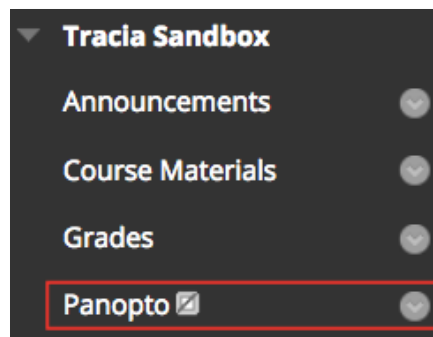 Tracia Sandbox
Announcements
Course Materials
Grades
Panopto